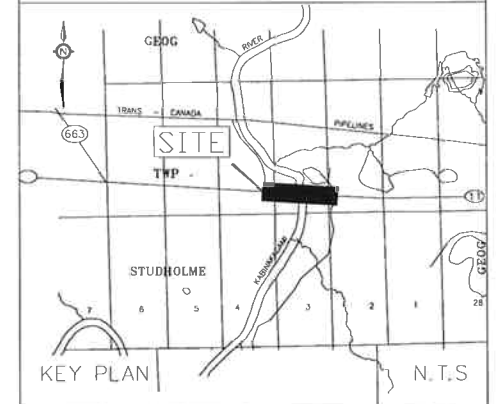 GEOG
RIVER
N
TRANS - CANADA PIPELINES
663
SITE
TWP
11
KABINAKAGAMI
GEOG
STUDHOLME
7 6 5 4 3 2 1 28
KEY PLAN
N.T.S